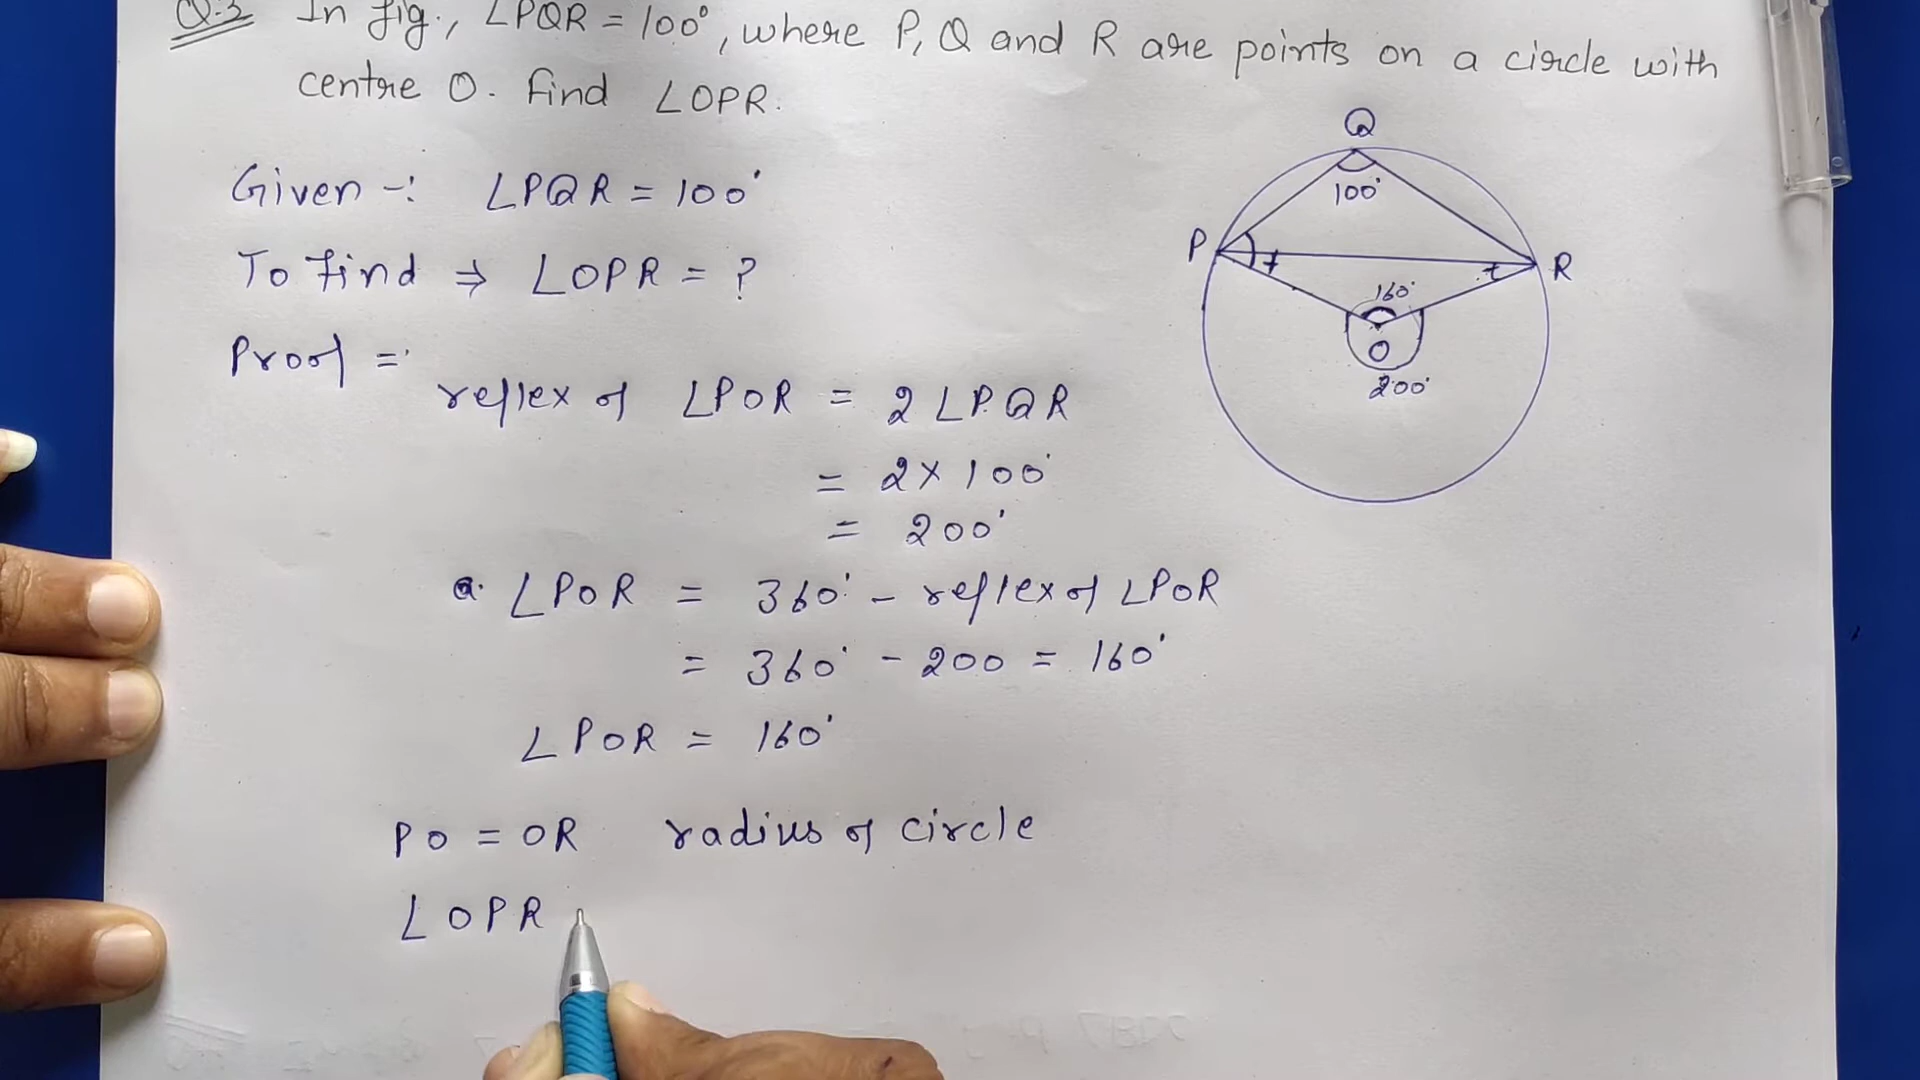 Q.3 In fig., ∠PQR = 100°, where P, Q and R are points on a circle with
centre O. Find ∠OPR.
Given -: ∠PQR = 100°
To find ⇒ ∠OPR = ?
Proof =
reflex of ∠POR = 2 ∠PQR
= 2 × 100°
= 200°
∠POR = 360° - reflex of ∠POR
= 360° - 200 = 160°
∠POR = 160°
PO = OR radius of circle
∠OPR
Q
100°
P
R
160°
O
200°